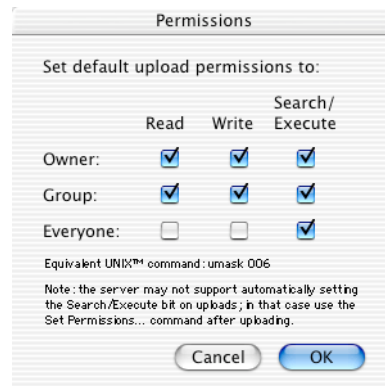 Permissions
Set default upload permissions to:
Search/
Read Write Execute
Owner:
Group:
Everyone:
Equivalent UNIX™ command: umask 006
Note: the server may not support automatically setting
the Search/Execute bit on uploads; in that case use the
Set Permissions... command after uploading.
Cancel OK